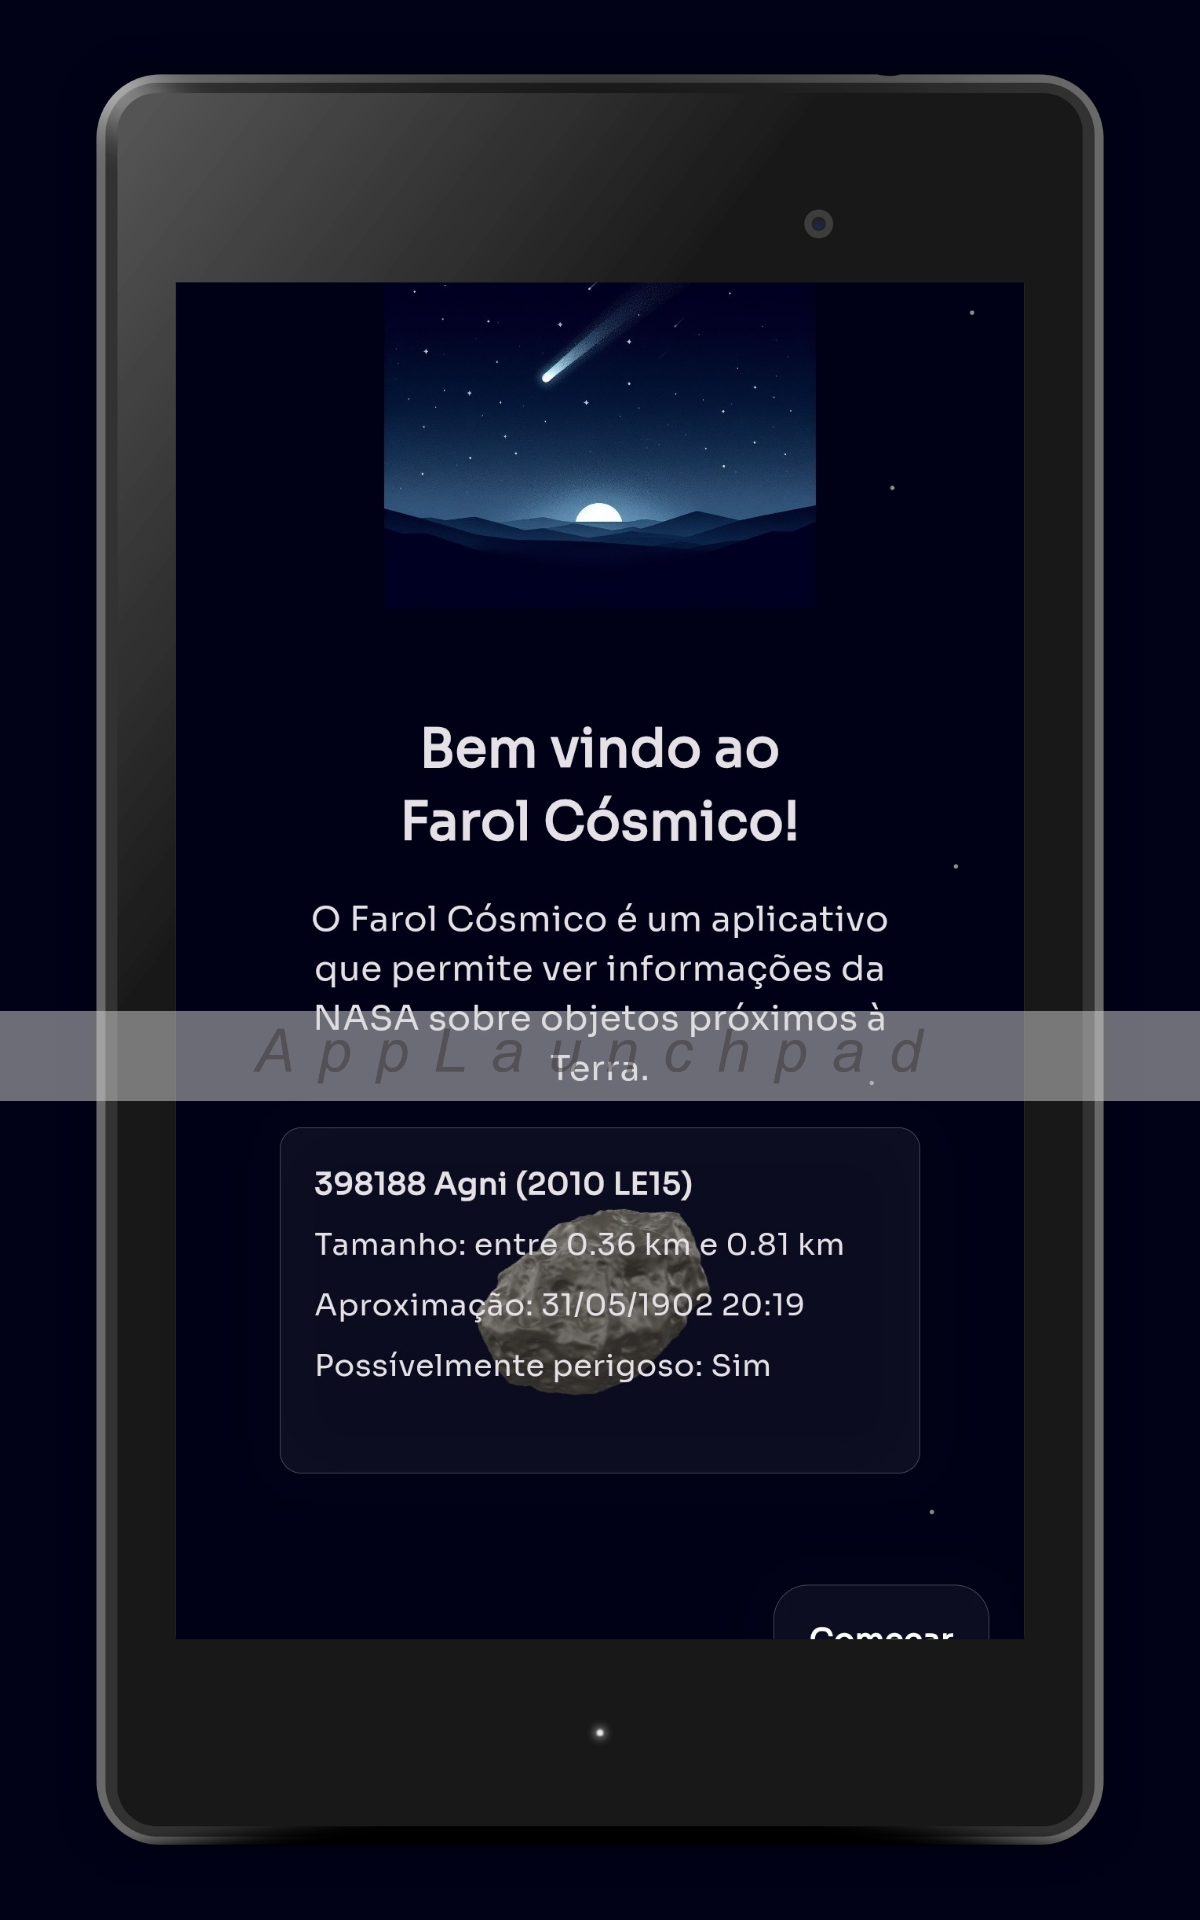 Bem vindo ao
Farol Cósmico!
O Farol Cósmico é um aplicativo
que permite ver informações da
NASA sobre objetos próximos à
AppLaunchpad
Terra.
398188 Agni (2010 LE15)
Tamanho: entre 0.36 km e 0.81 km
Aproximação: 31/05/1902 20:19
Possívelmente perigoso: Sim
Começar